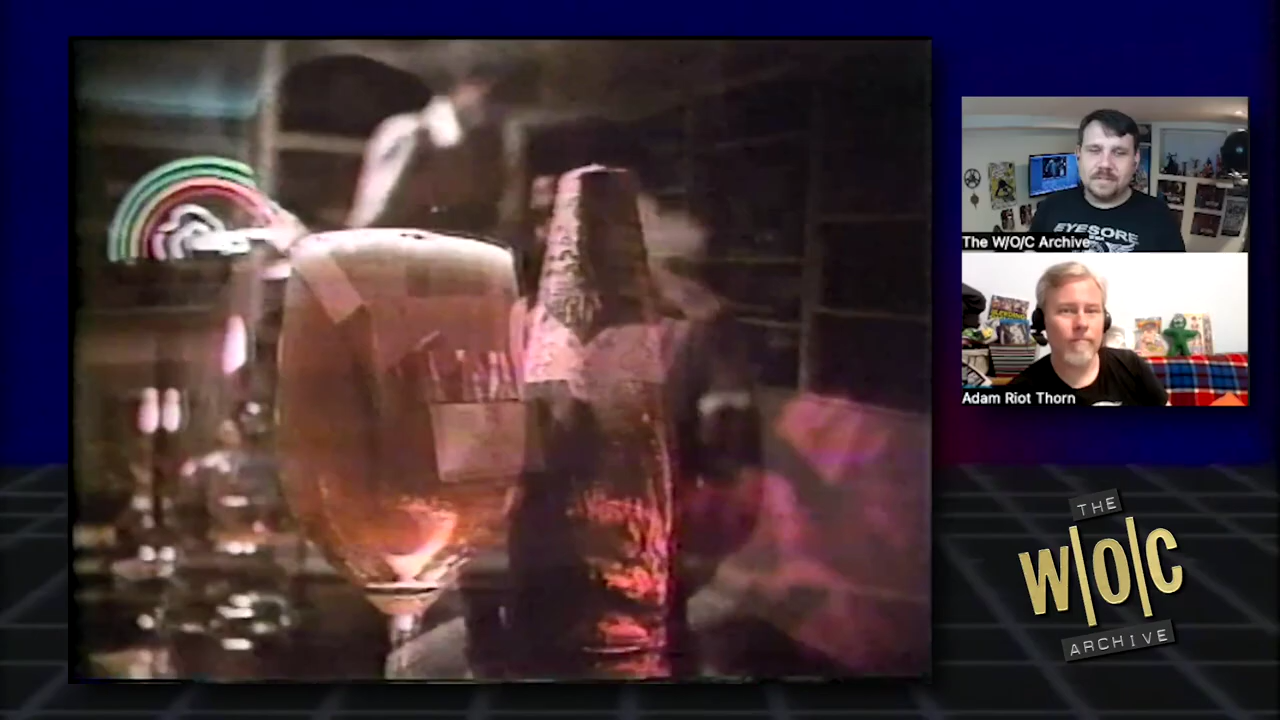 The W/O/C Archive
EYESORE
Adam Riot Thorn
THE
W|O|C
ARCHIVE